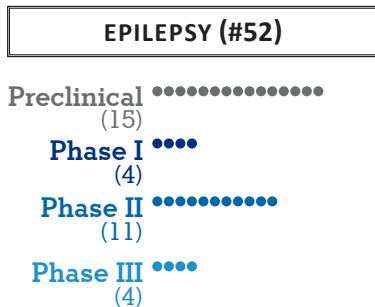 EPILEPSY (#52)
Preclinical
(15)
Phase I
(4)
Phase II
(11)
Phase III
(4)